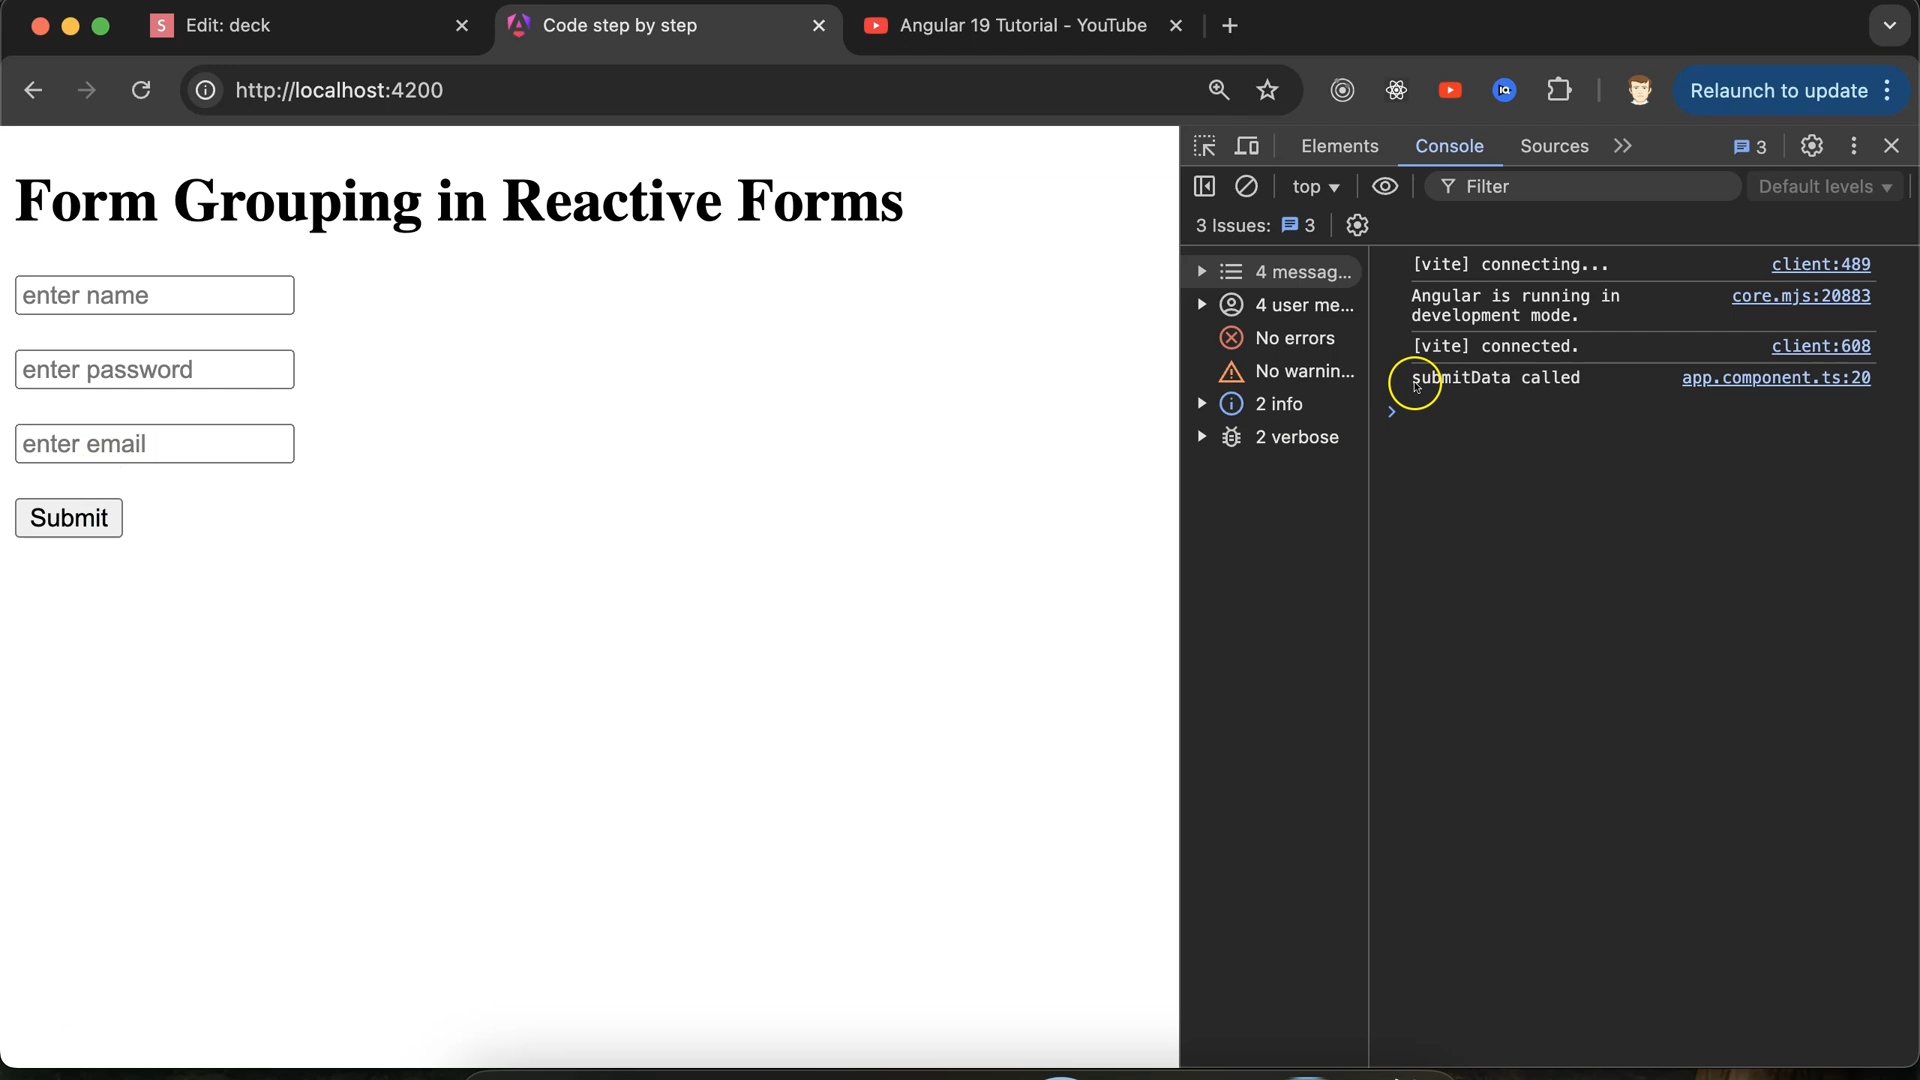 S Edit: deck
Code step by step
Angular 19 Tutorial - YouTube
http://localhost:4200
IQ
Relaunch to update
Form Grouping in Reactive Forms
enter name
enter password
enter email
Submit
Elements
Console
Sources
3
top
Filter
Default levels
3 Issues:
3
4 messag...
4 user me...
No errors
No warnin...
2 info
2 verbose
[vite] connecting... client:489
Angular is running in core.mjs:20883
development mode.
[vite] connected. client:608
submitData called app.component.ts:20